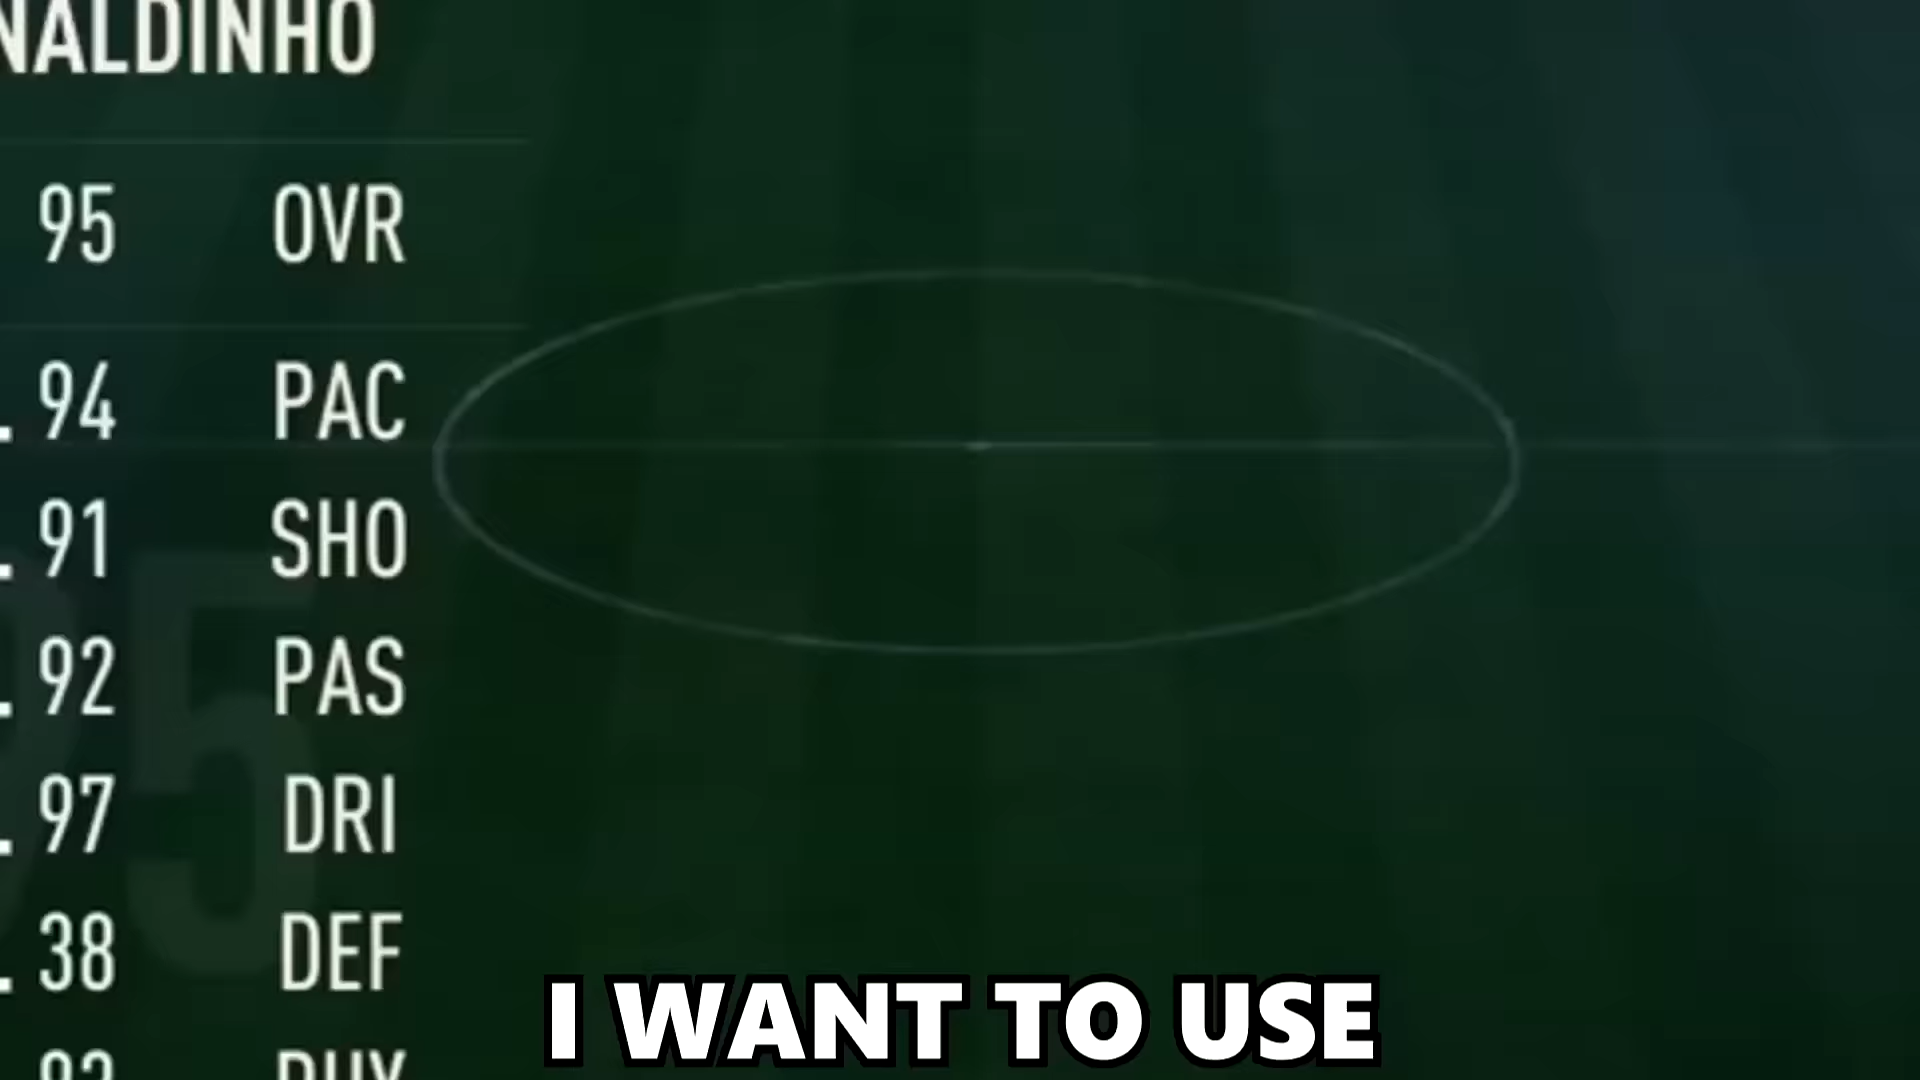 NALDINHO
95 OVR
. 94 PAC
. 91 SHO
. 92 PAS
. 97 DRI
. 38 DEF
I WANT TO USE